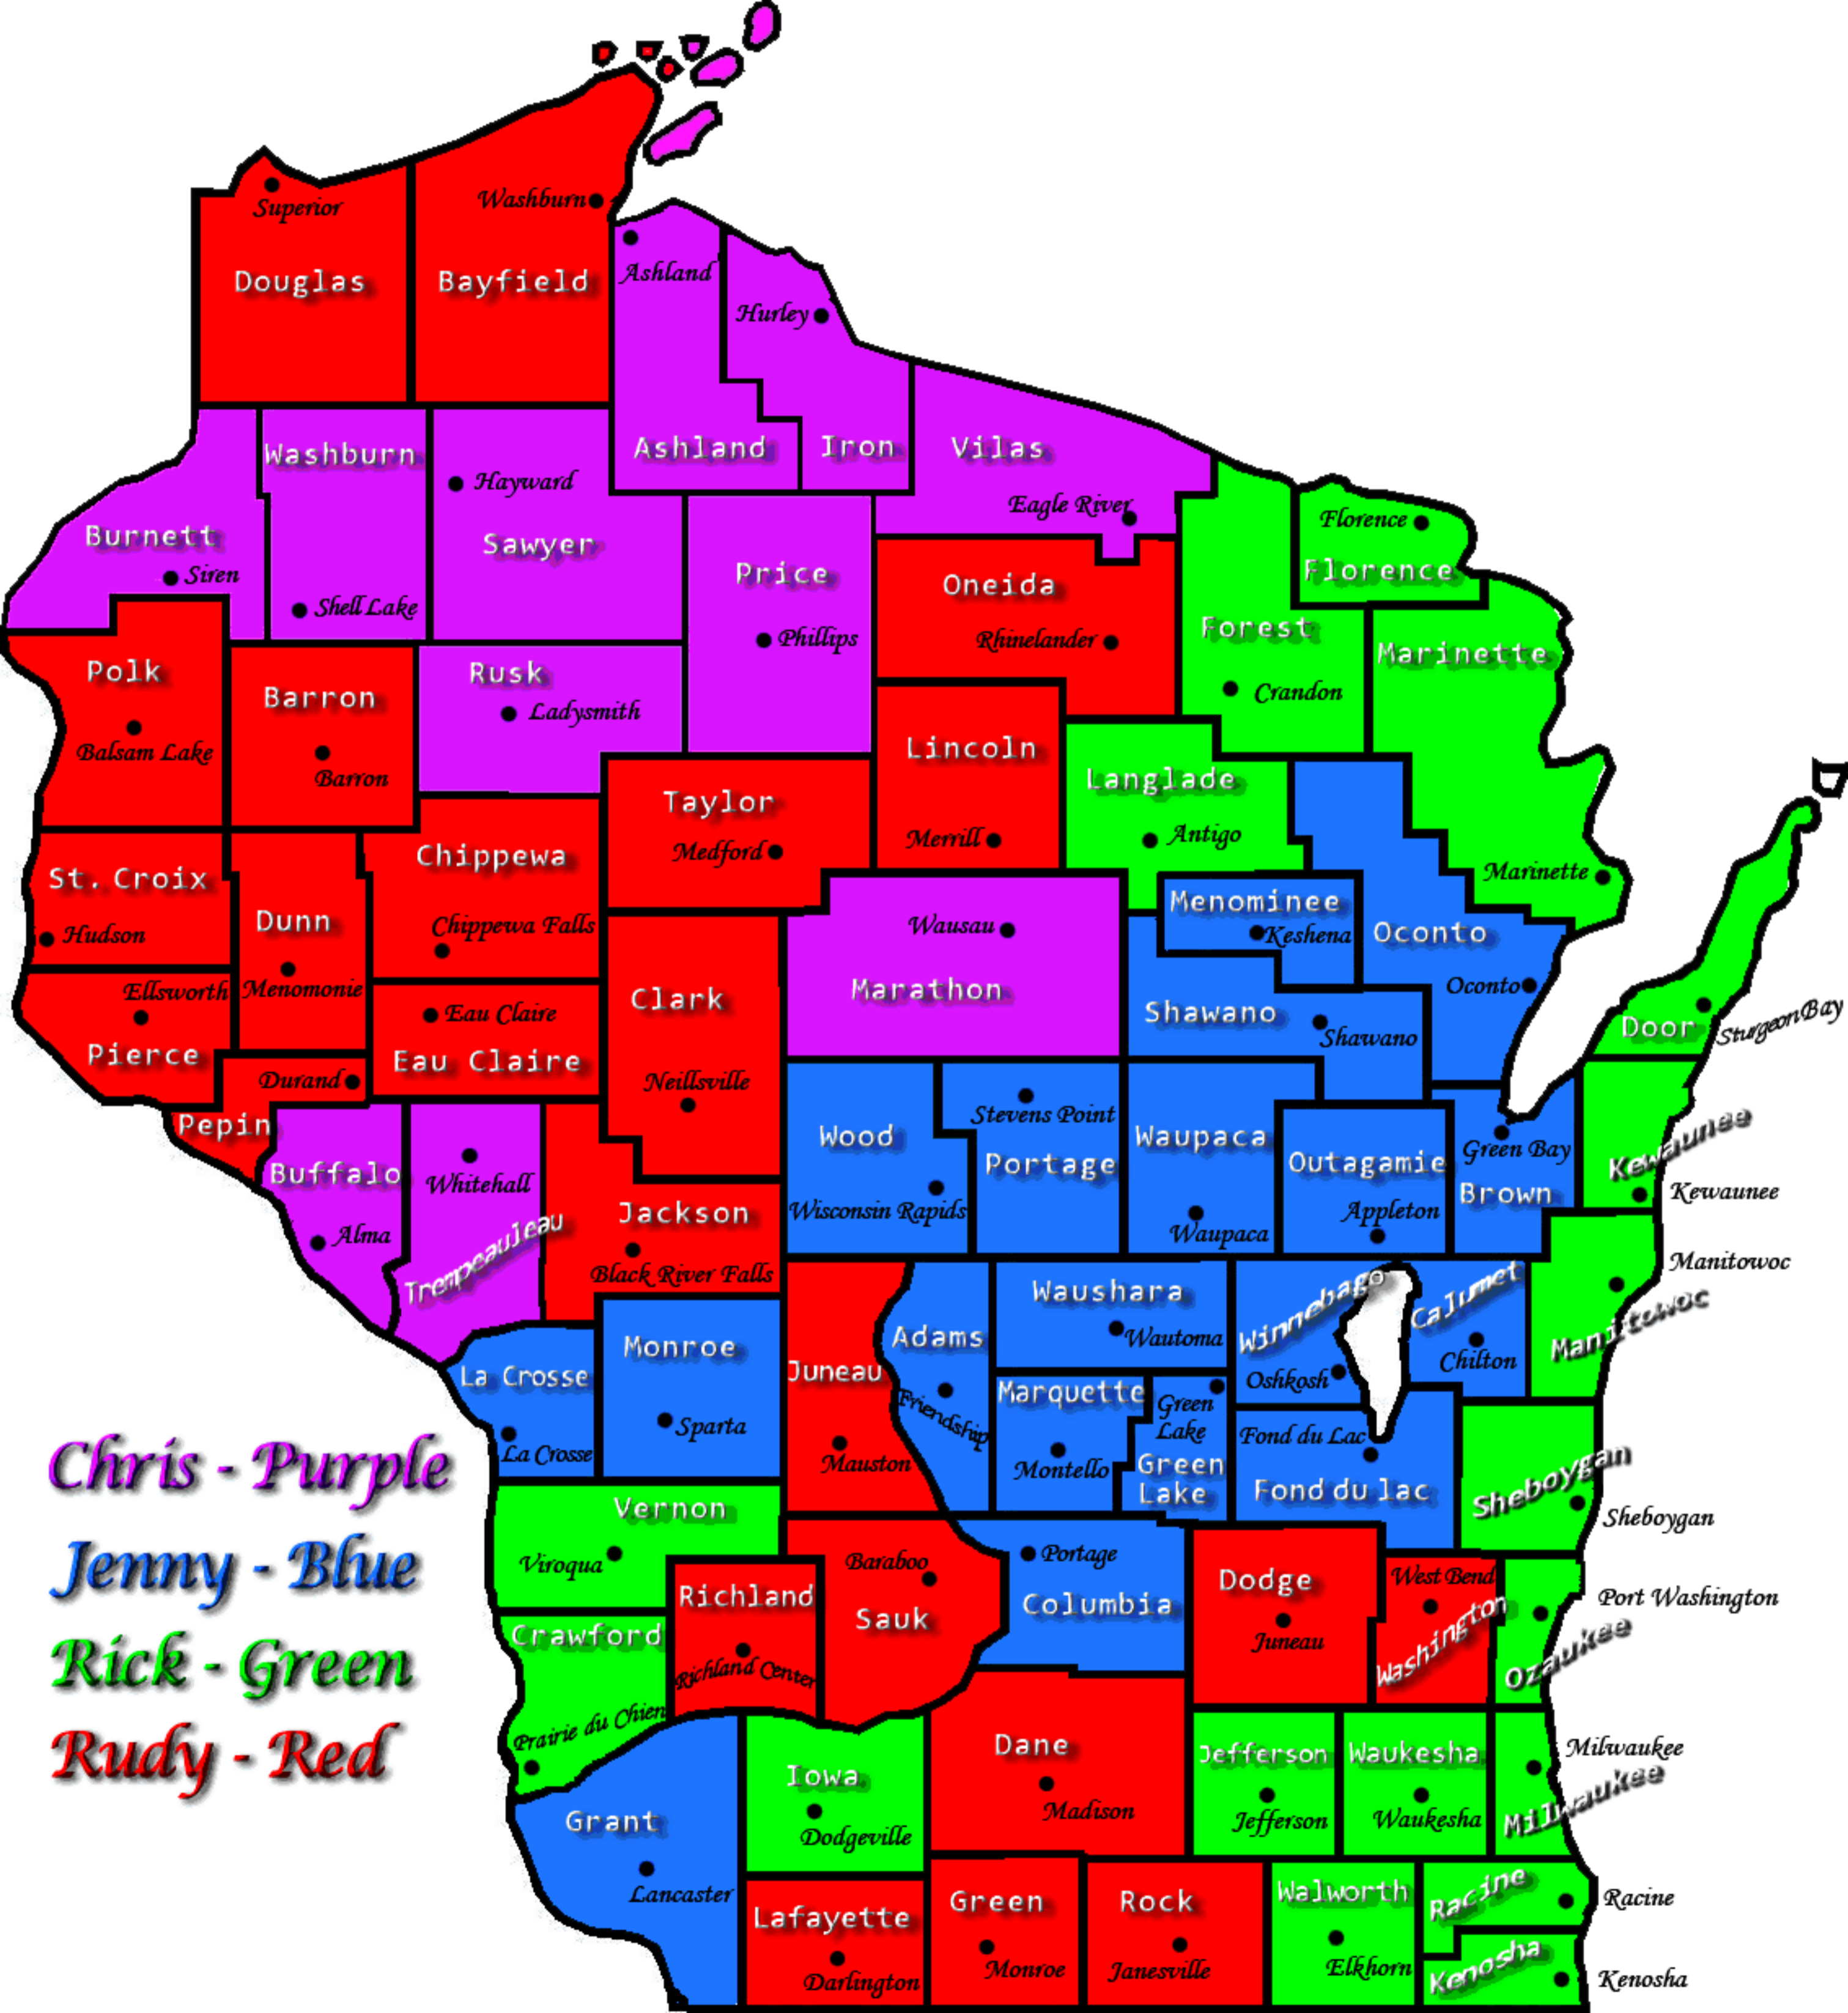 Superior
Washburn
Douglas
Bayfield
Ashland
Hurley
Washburn
Hayward
Ashland
Iron
Vilas
Eagle River
Burnett
Siren
Sawyer
Shell Lake
Price
Phillips
Oneida
Rhinelander
Florence
Florence
Forest
Crandon
Marinette
Marinette
Polk
Balsam Lake
Barron
Barron
Rusk
Ladysmith
Lincoln
Merrill
Langlade
Antigo
Taylor
Medford
Chippewa
Chippewa Falls
St. Croix
Hudson
Dunn
Menomonie
Wausau
Marathon
Menominee
Keshena
Oconto
Oconto
Ellsworth
Pierce
Eau Claire
Eau Claire
Clark
Neillsville
Shawano
Shawano
Door
Sturgeon Bay
Durand
Pepin
Buffalo
Alma
Whitehall
Trempeauleau
Jackson
Black River Falls
Wood
Wisconsin Rapids
Stevens Point
Portage
Waupaca
Waupaca
Outagamie
Appleton
Green Bay
Brown
Kewaunee
Kewaunee
Manitowoc
Manitowoc
La Crosse
La Crosse
Monroe
Sparta
Juneau
Mauston
Adams
Friendship
Waushara
Wautoma
Marquette
Montello
Green
Lake
Green
Lake
Winnebago
Oshkosh
Calumet
Chilton
Fond du Lac
Fond du lac
Sheboygan
Sheboygan
Vernon
Viroqua
Richland
Richland Center
Baraboo
Sauk
Portage
Columbia
Dodge
Juneau
West Bend
Washington
Port Washington
Ozaukee
Crawford
Prairie du Chien
Grant
Lancaster
Iowa
Dodgeville
Dane
Madison
Jefferson
Jefferson
Waukesha
Waukesha
Milwaukee
Milwaukee
Lafayette
Darlington
Green
Monroe
Rock
Janesville
Walworth
Elkhorn
Racine
Racine
Kenosha
Kenosha
Chris - Purple
Jenny - Blue
Rick - Green
Rudy - Red